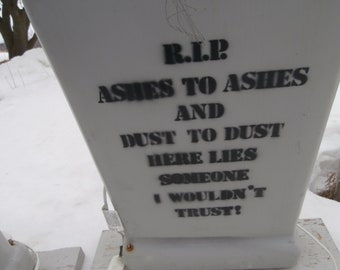 R.I.P.
ASHES TO ASHES
AND
DUST TO DUST
HERE LIES
SOMEONE
I WOULDN'T
TRUST!